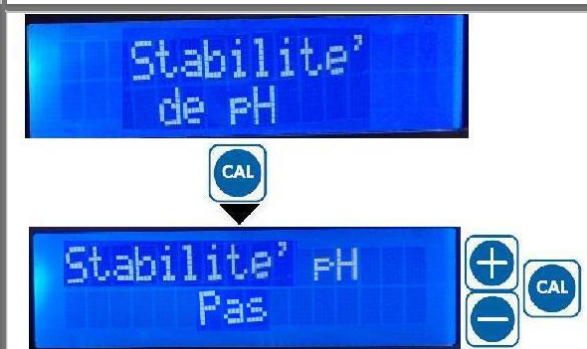 Stabilite’
de pH
CAL
Stabilite’ pH
Pas
+
CAL
−